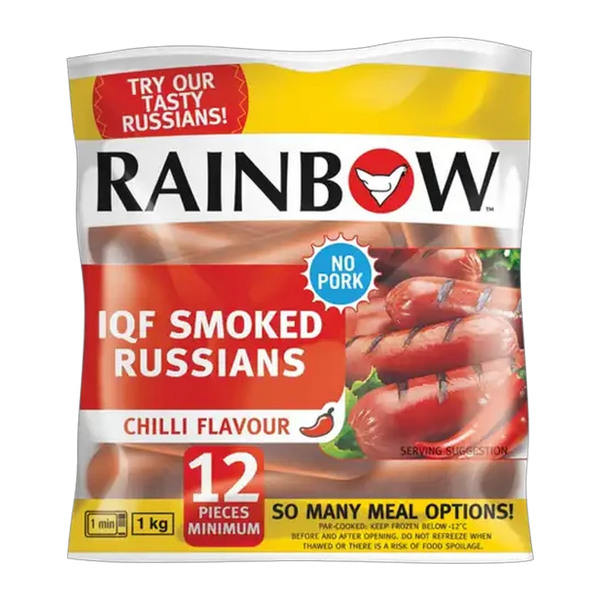 TRY OUR
TASTY
RUSSIANS!
RAINBOW™
NO
PORK
IQF SMOKED
RUSSIANS
CHILLI FLAVOUR
SERVING SUGGESTION
12
PIECES
MINIMUM
1 min
1 kg
SO MANY MEAL OPTIONS!
PAR-COOKED: KEEP FROZEN BELOW -12°C
BEFORE AND AFTER OPENING. DO NOT REFREEZE WHEN
THAWED OR THERE IS A RISK OF FOOD SPOILAGE.